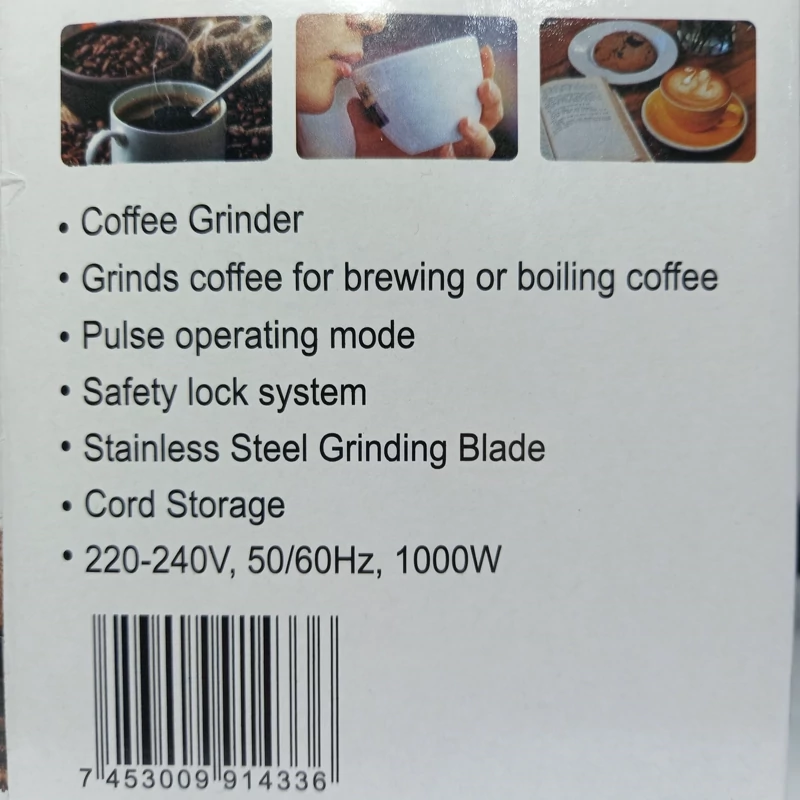 • Coffee Grinder
• Grinds coffee for brewing or boiling coffee
• Pulse operating mode
• Safety lock system
• Stainless Steel Grinding Blade
• Cord Storage
• 220-240V, 50/60Hz, 1000W
7 453009 914336